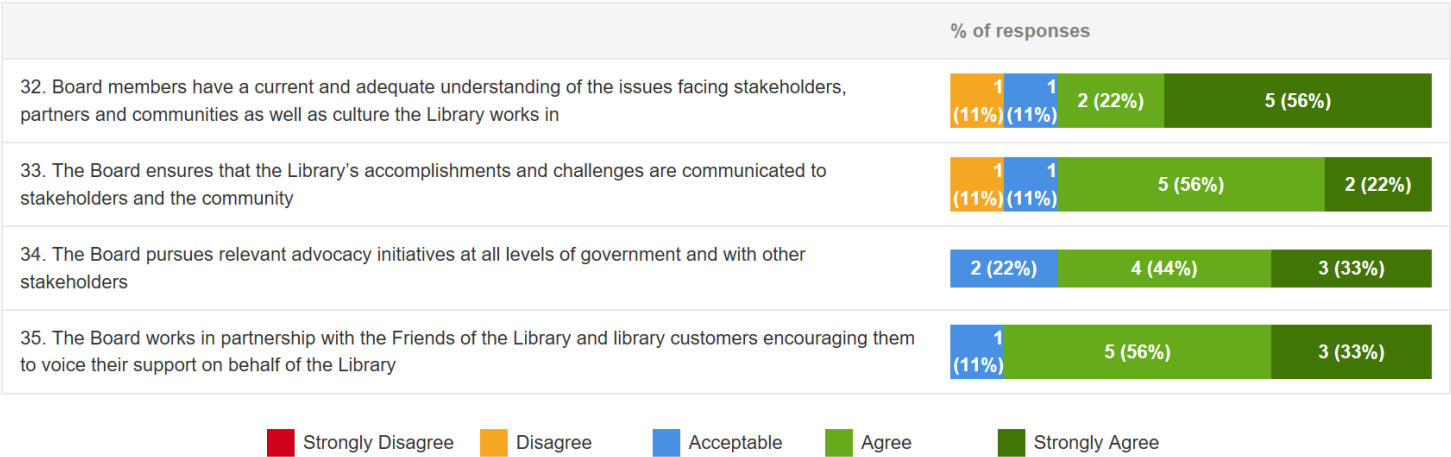 % of responses
32. Board members have a current and adequate understanding of the issues facing stakeholders,
partners and communities as well as culture the Library works in
1 (11%)
1 (11%)
2 (22%)
5 (56%)
33. The Board ensures that the Library’s accomplishments and challenges are communicated to
stakeholders and the community
1 (11%)
1 (11%)
5 (56%)
2 (22%)
34. The Board pursues relevant advocacy initiatives at all levels of government and with other
stakeholders
2 (22%)
4 (44%)
3 (33%)
35. The Board works in partnership with the Friends of the Library and library customers encouraging them
to voice their support on behalf of the Library
1 (11%)
5 (56%)
3 (33%)
Strongly Disagree
Disagree
Acceptable
Agree
Strongly Agree